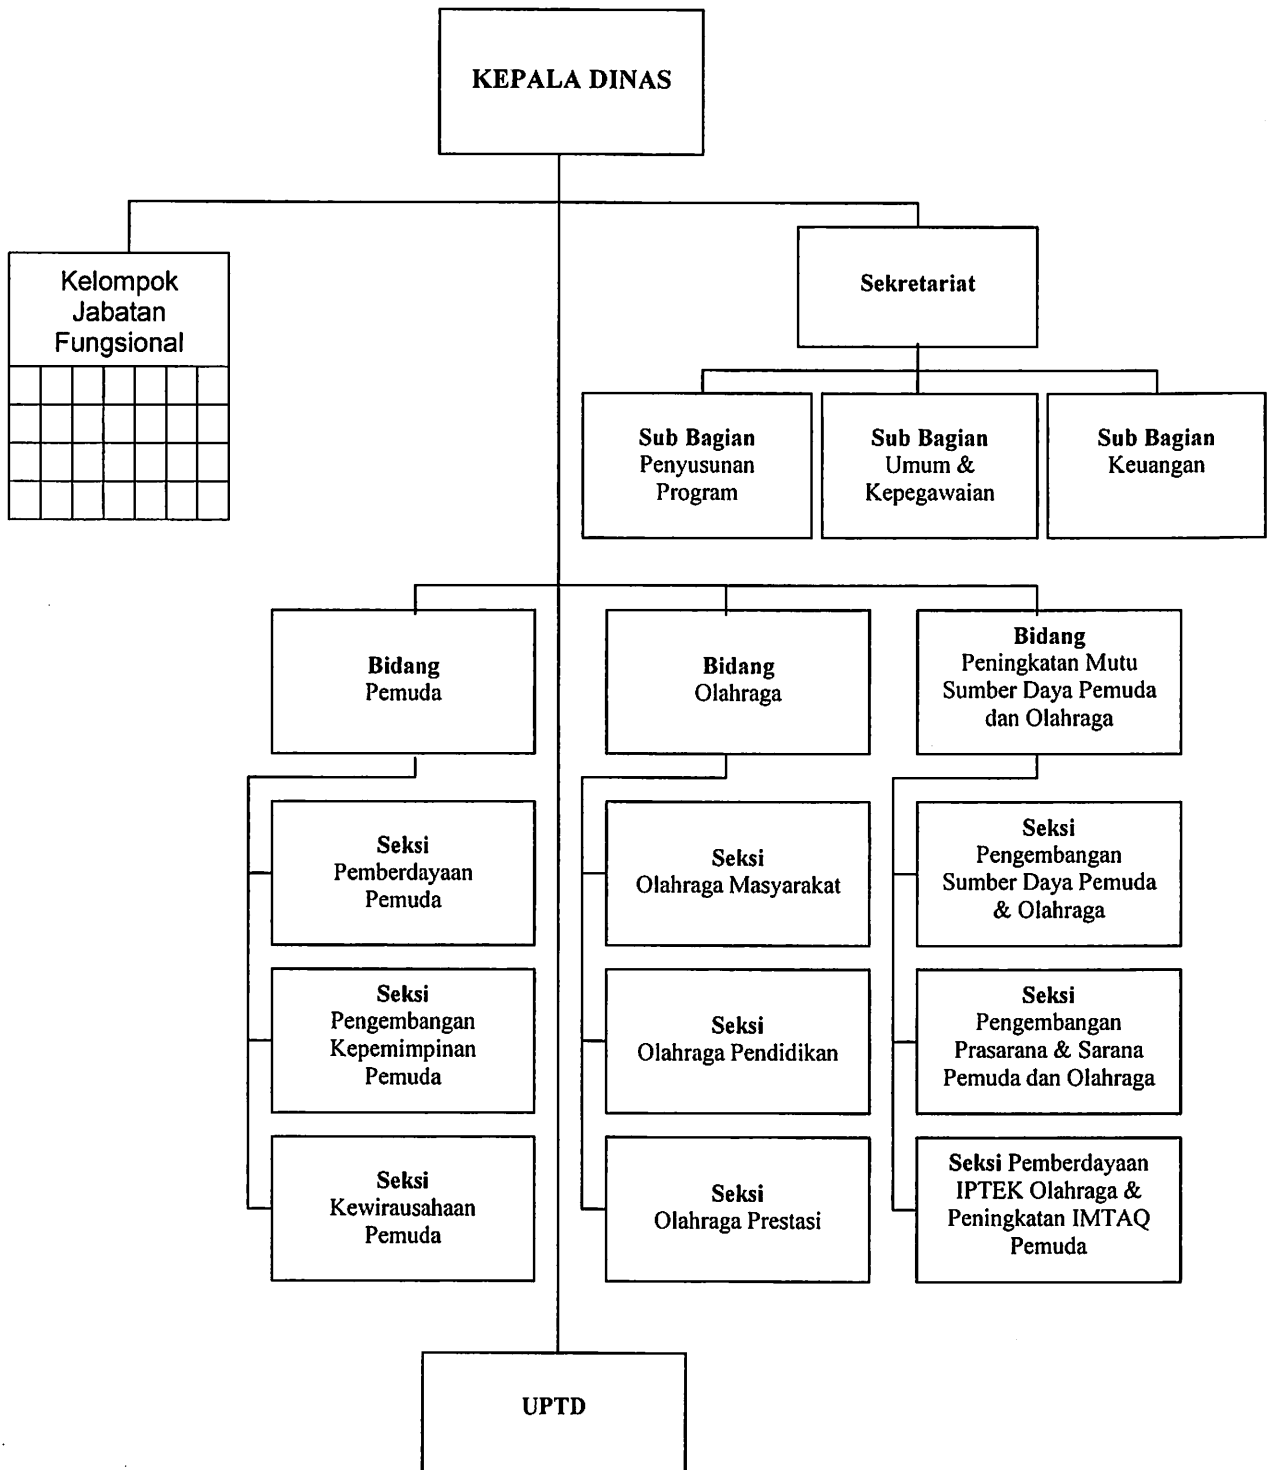 KEPALA DINAS
Kelompok
Jabatan
Fungsional
Sekretariat
Sub Bagian
Penyusunan
Program
Sub Bagian
Umum &
Kepegawaian
Sub Bagian
Keuangan
Bidang
Pemuda
Bidang
Olahraga
Bidang
Peningkatan Mutu
Sumber Daya Pemuda
dan Olahraga
Seksi
Pemberdayaan
Pemuda
Seksi
Olahraga Masyarakat
Seksi
Pengembangan
Sumber Daya Pemuda
& Olahraga
Seksi
Pengembangan
Kepemimpinan
Pemuda
Seksi
Olahraga Pendidikan
Seksi
Pengembangan
Prasarana & Sarana
Pemuda dan Olahraga
Seksi
Kewirausahaan
Pemuda
Seksi
Olahraga Prestasi
Seksi Pemberdayaan
IPTEK Olahraga &
Peningkatan IMTAQ
Pemuda
UPTD